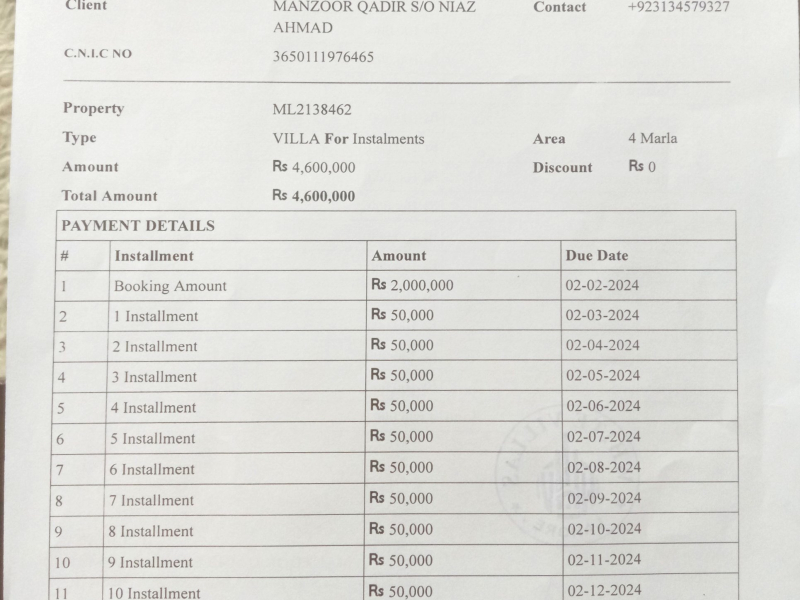 Client MANZOOR QADIR S/O NIAZ Contact +923134579327
AHMAD
C.N.I.C NO 3650111976465
Property ML2138462
Type VILLA For Instalments Area 4 Marla
Amount Rs 4,600,000 Discount Rs 0
Total Amount Rs 4,600,000
PAYMENT DETAILS
# Installment Amount Due Date
1 Booking Amount Rs 2,000,000 02-02-2024
2 1 Installment Rs 50,000 02-03-2024
3 2 Installment Rs 50,000 02-04-2024
4 3 Installment Rs 50,000 02-05-2024
5 4 Installment Rs 50,000 02-06-2024
6 5 Installment Rs 50,000 02-07-2024
7 6 Installment Rs 50,000 02-08-2024
8 7 Installment Rs 50,000 02-09-2024
9 8 Installment Rs 50,000 02-10-2024
10 9 Installment Rs 50,000 02-11-2024
11 10 Installment Rs 50,000 02-12-2024